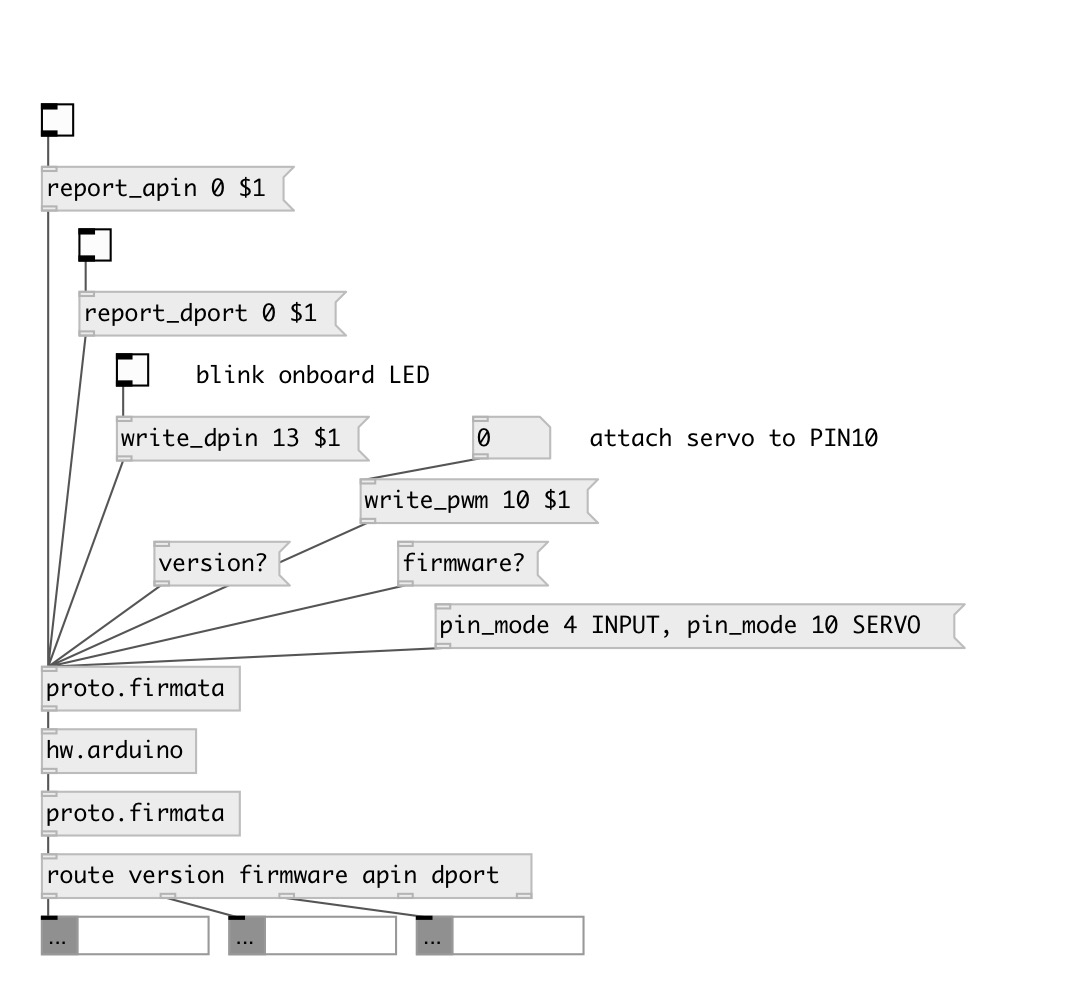 report_apin 0 $1
report_dport 0 $1
blink onboard LED
write_dpin 13 $1
0
attach servo to PIN10
write_pwm 10 $1
version?
firmware?
pin_mode 4 INPUT, pin_mode 10 SERVO
proto.firmata
hw.arduino
proto.firmata
route version firmware apin dport
...
...
...